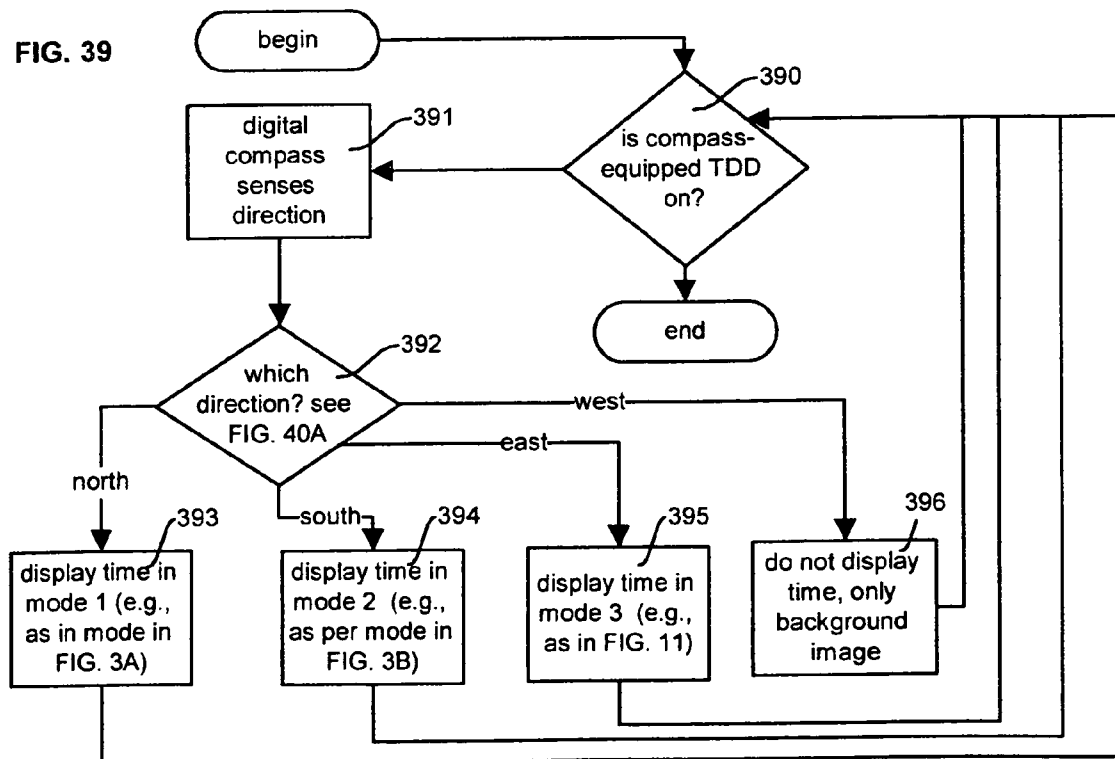 FIG. 39
begin
390
is compass-
equipped TDD
on?
391
digital
compass
senses
direction
end
392
which
direction? see
FIG. 40A
west
east
north
south
393
display time in
mode 1 (e.g.,
as in mode in
FIG. 3A)
394
display time in
mode 2 (e.g.,
as per mode in
FIG. 3B)
395
display time in
mode 3 (e.g.,
as in FIG. 11)
396
do not display
time, only
background
image